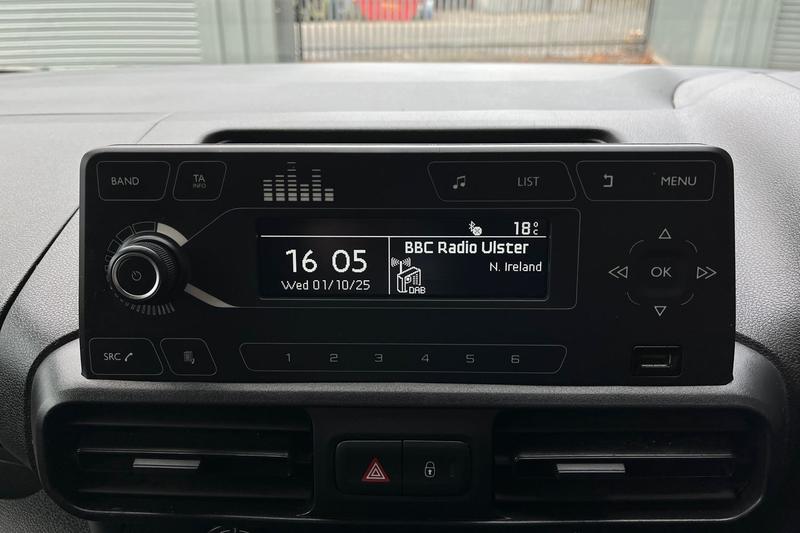 BAND
TA
INFO
LIST
MENU
18°C
16 05
BBC Radio Ulster
N. Ireland
Wed 01/10/25
DAB
OK
SRC
1 2 3 4 5 6